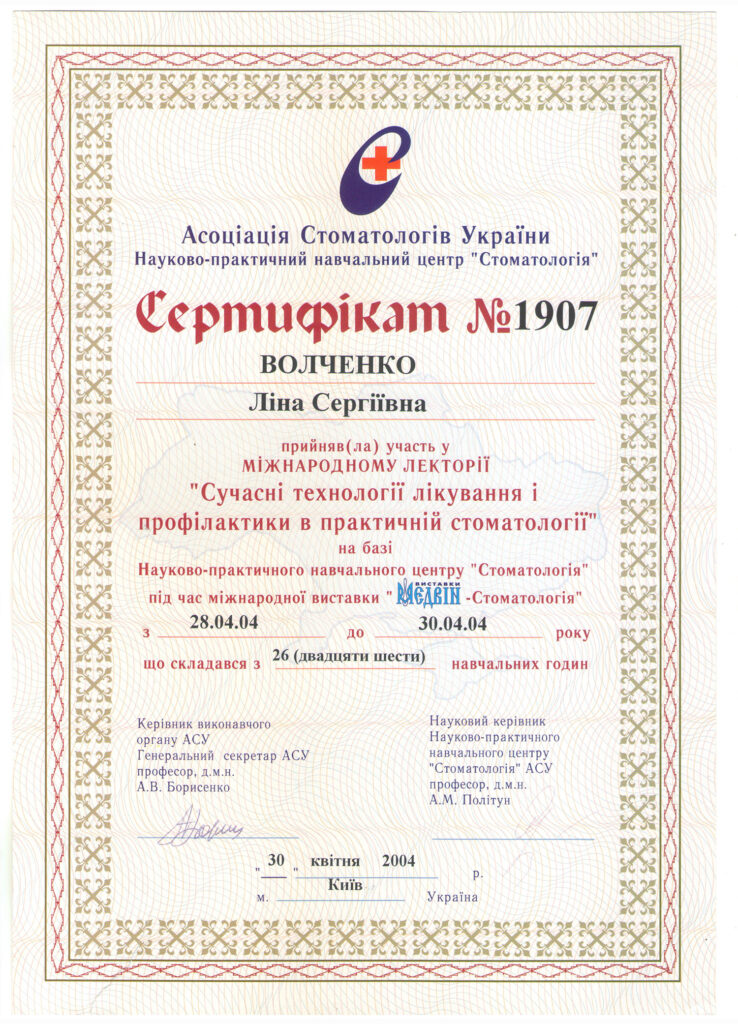 Асоціація Стоматологів України
Науково-практичний навчальний центр "Стоматологія"
Сертифікат №1907
ВОЛЧЕНКО
Ліна Сергіївна
прийняв(ла) участь у
МІЖНАРОДНОМУ ЛЕКТОРІЇ
"Сучасні технології лікування і
профілактики в практичній стоматології"
на базі
Науково-практичного навчального центру "Стоматологія"
під час міжнародної виставки "ВИСТАВКИ МЕДВІН -Стоматологія"
з 28.04.04 до 30.04.04 року
що складався з 26 (двадцяти шести) навчальних годин
Керівник виконавчого
органу АСУ
Генеральний секретар АСУ
професор, д.м.н.
А.В. Борисенко
Науковий керівник
Науково-практичного
навчального центру
"Стоматологія" АСУ
професор, д.м.н.
А.М. Політун
"30" квітня 2004 р.
м. Київ Україна